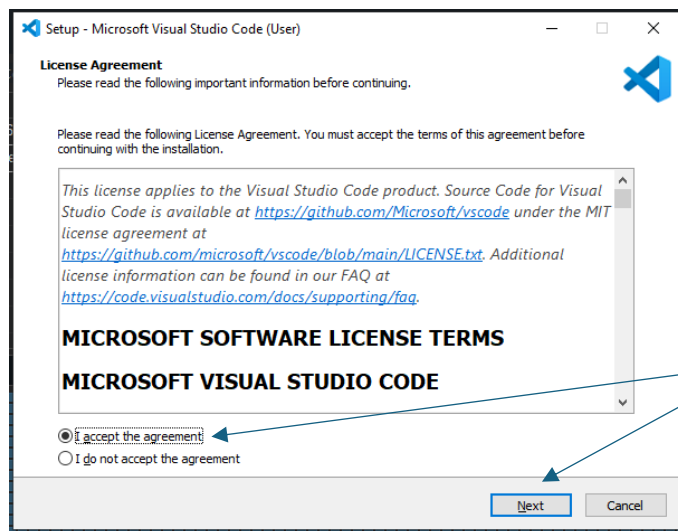 Setup - Microsoft Visual Studio Code (User)
License Agreement
Please read the following important information before continuing.
Please read the following License Agreement. You must accept the terms of this agreement before
continuing with the installation.
This license applies to the Visual Studio Code product. Source Code for Visual
Studio Code is available at https://github.com/Microsoft/vscode under the MIT
license agreement at
https://github.com/microsoft/vscode/blob/main/LICENSE.txt. Additional
license information can be found in our FAQ at
https://code.visualstudio.com/docs/supporting/faq.
MICROSOFT SOFTWARE LICENSE TERMS
MICROSOFT VISUAL STUDIO CODE
I accept the agreement
I do not accept the agreement
Next
Cancel